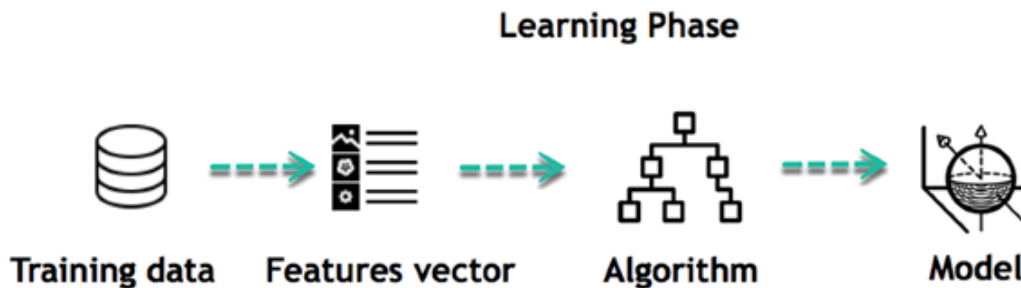 Learning Phase
Training data
Features vector
Algorithm
Model